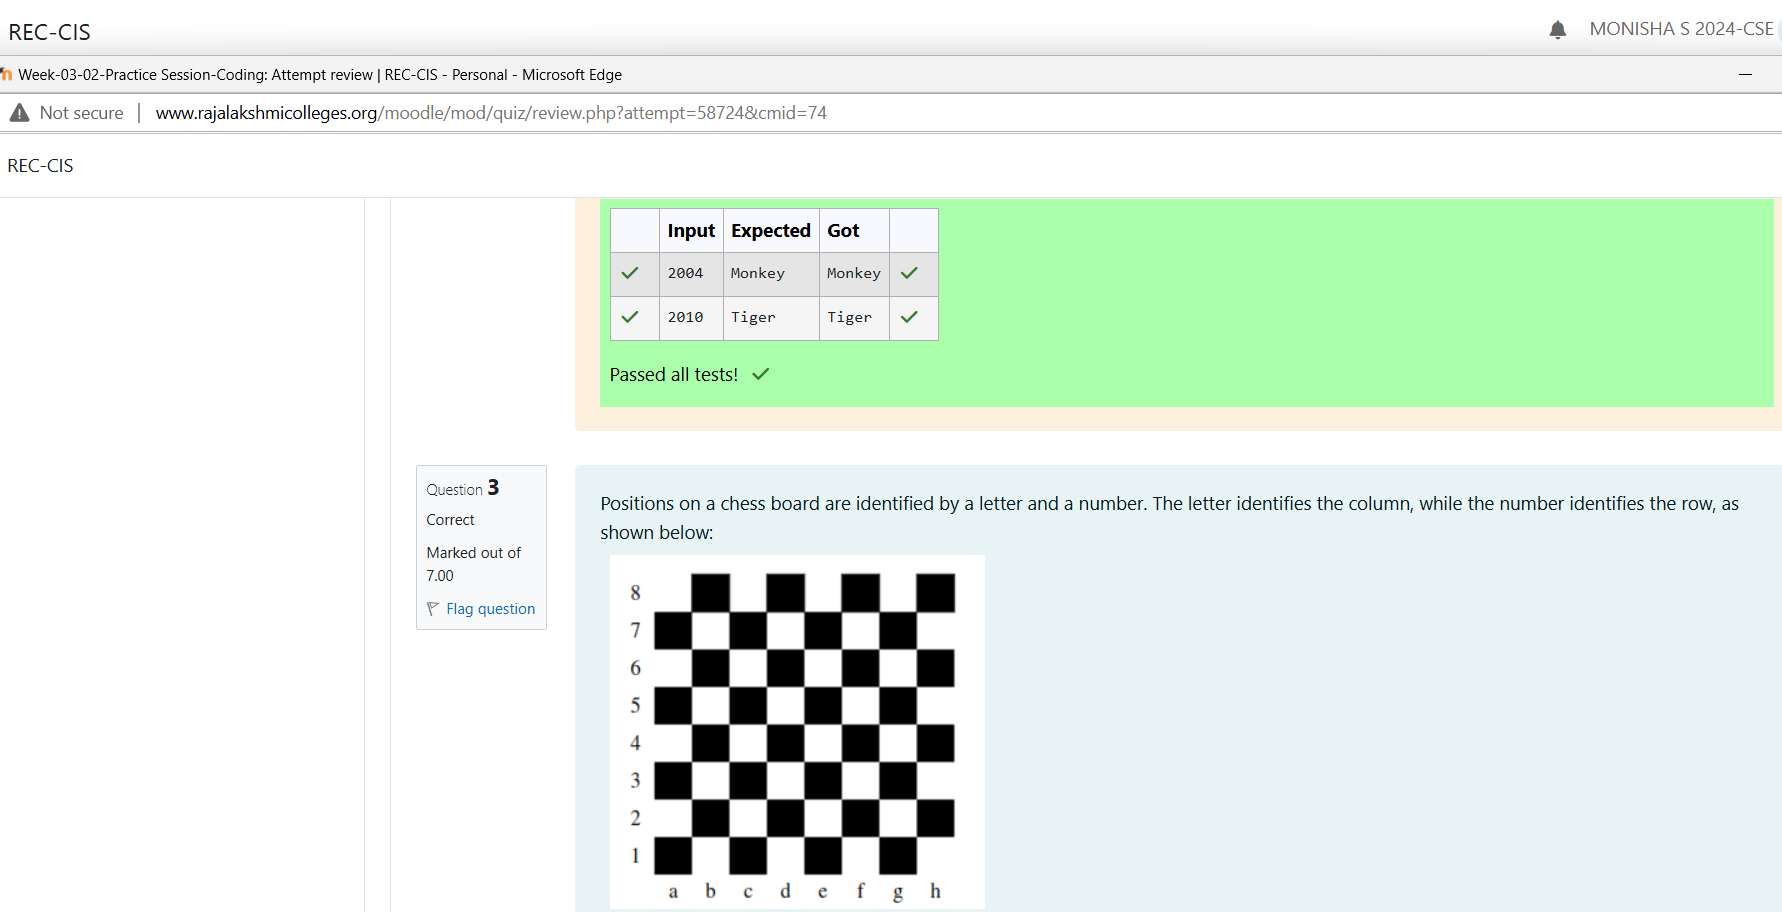 REC-CIS
MONISHA S 2024-CSE
Week-03-02-Practice Session-Coding: Attempt review | REC-CIS - Personal - Microsoft Edge
Not secure | www.rajalakshmicolleges.org/moodle/mod/quiz/review.php?attempt=58724&cmid=74
REC-CIS
Input Expected Got
2004 Monkey Monkey
2010 Tiger Tiger
Passed all tests!
Question 3
Correct
Marked out of
7.00
Flag question
Positions on a chess board are identified by a letter and a number. The letter identifies the column, while the number identifies the row, as
shown below:
8
7
6
5
4
3
2
1
a b c d e f g h